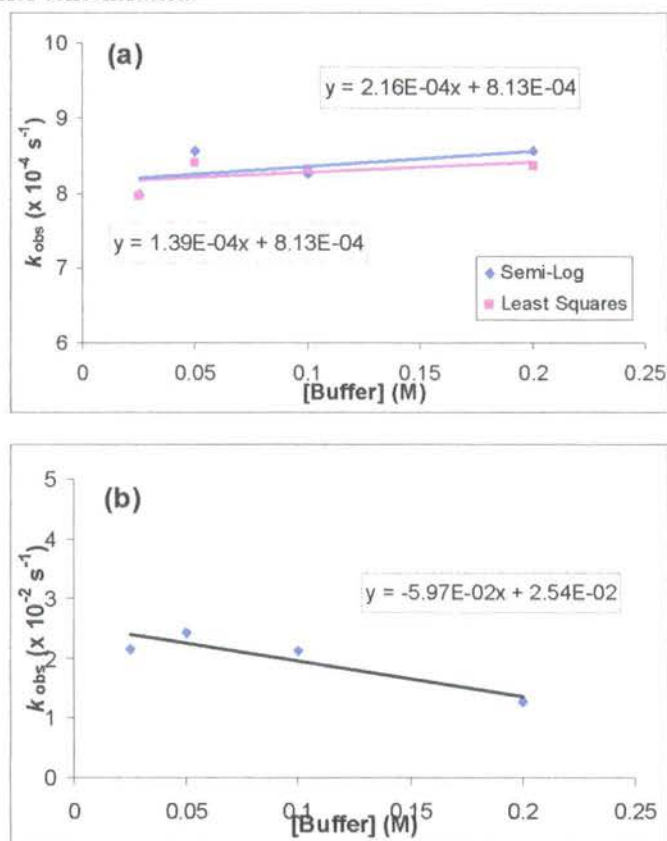 (a)
y = 2.16E-04x + 8.13E-04
y = 1.39E-04x + 8.13E-04
Semi-Log
Least Squares
k obs (x 10⁻⁴ s⁻¹)
10
9
8
7
6
0 0.05 0.1 0.15 0.2 0.25
[Buffer] (M)
(b)
y = -5.97E-02x + 2.54E-02
k obs (x 10⁻² s⁻¹)
5
4
3
2
1
0
0 0.05 0.1 0.15 0.2 0.25
[Buffer] (M)